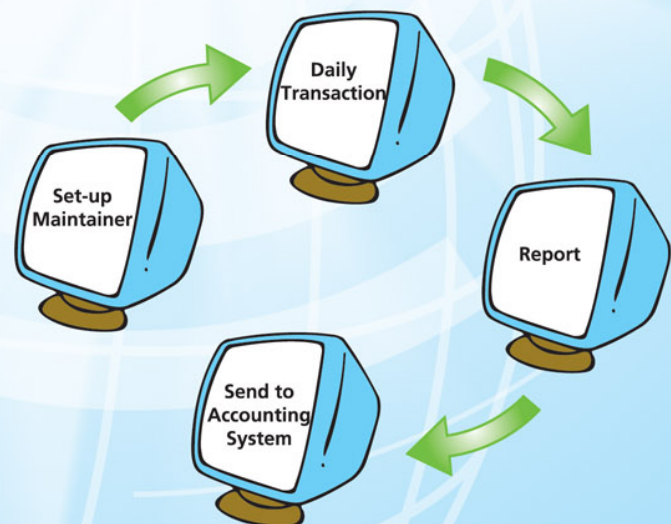 Set-up
Maintainer
Daily
Transaction
Report
Send to
Accounting
System